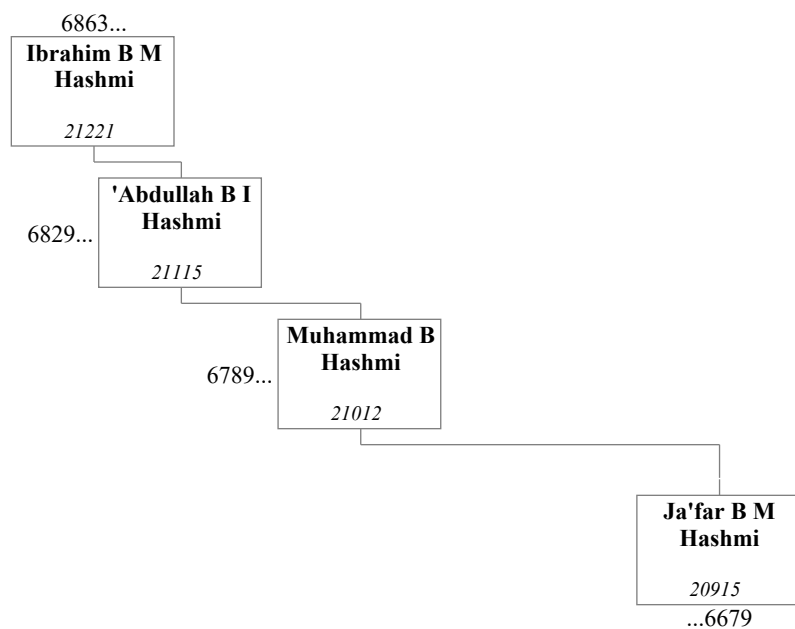 6863...
Ibrahim B M
Hashmi
21221
'Abdullah B I
Hashmi
6829...
21115
Muhammad B
Hashmi
6789...
21012
Ja'far B M
Hashmi
20915
...6679